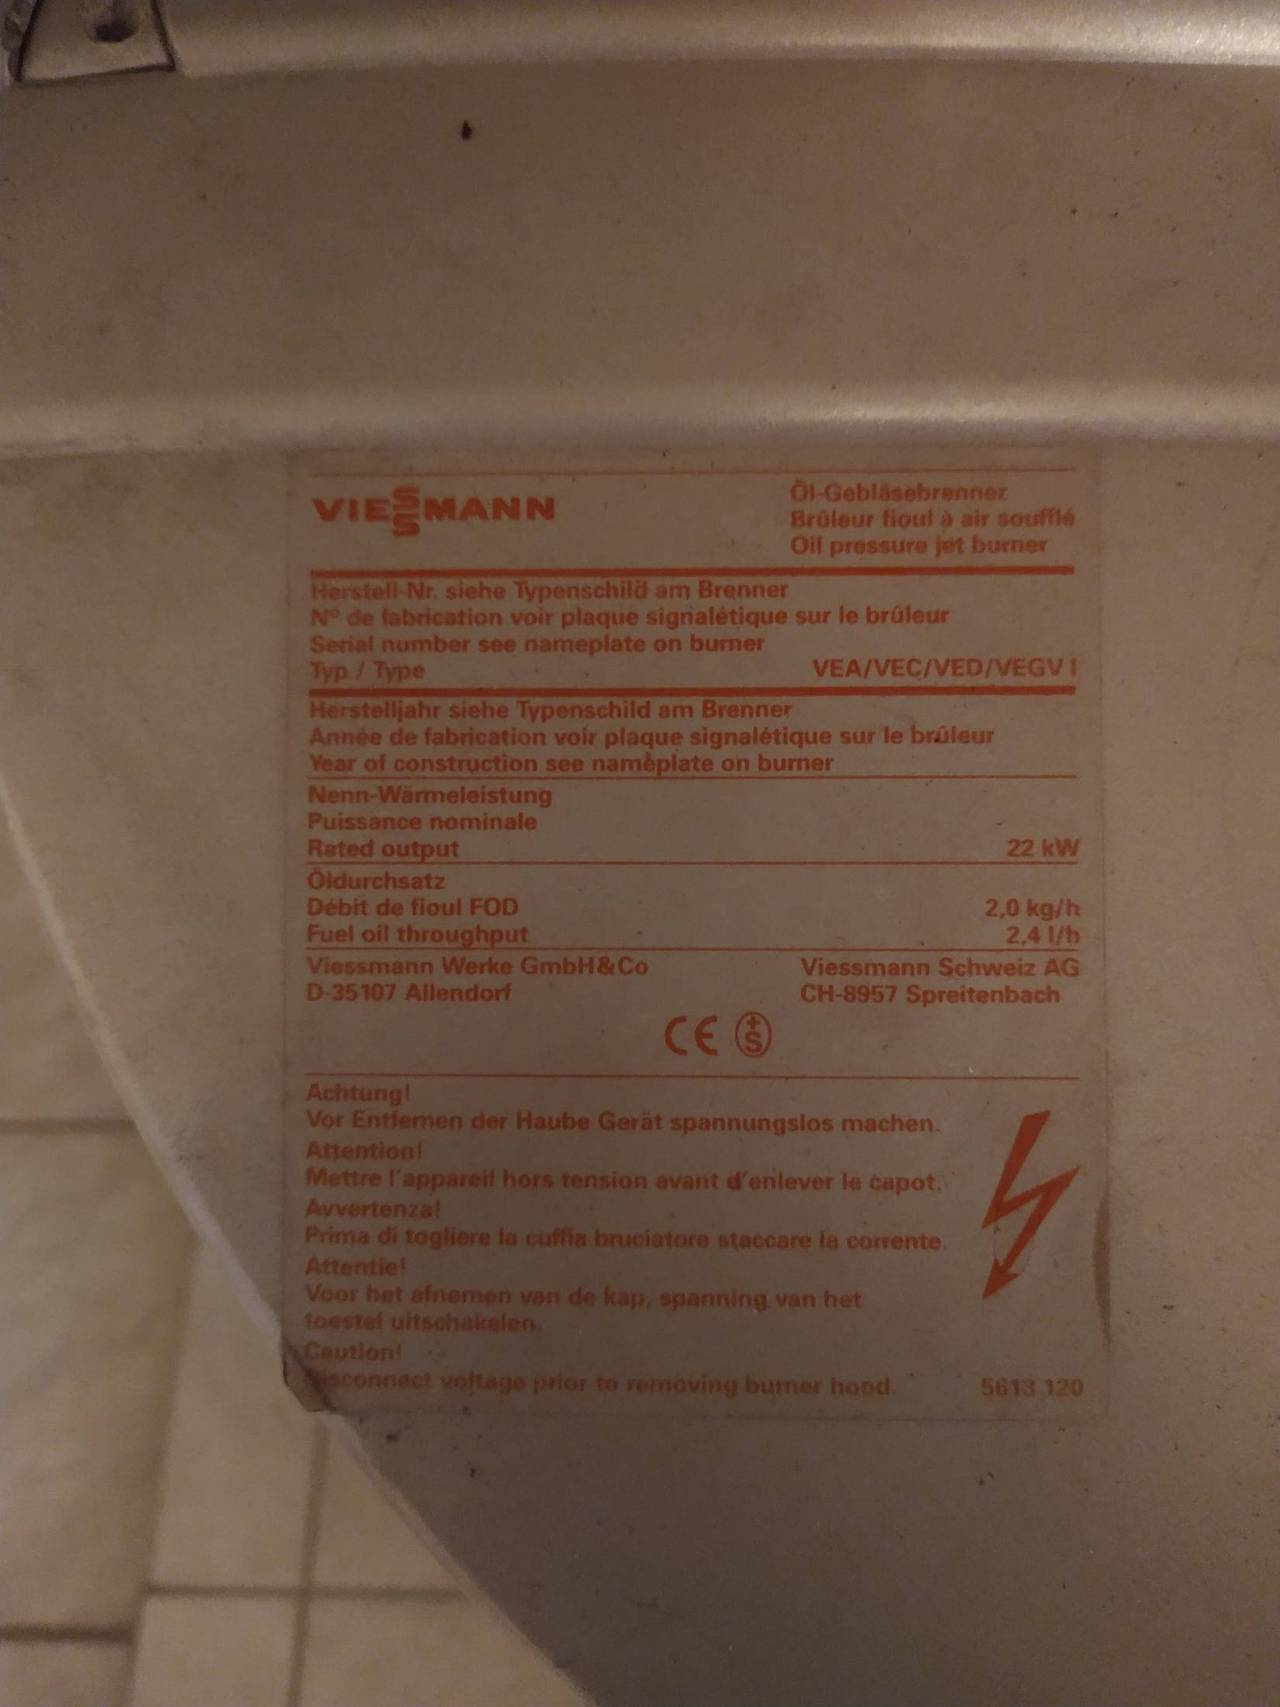 VIESSMANN
Öl-Gebläsebrenner
Brûleur fioul à air soufflé
Oil pressure jet burner
Herstell-Nr. siehe Typenschild am Brenner
N° de fabrication voir plaque signalétique sur le brûleur
Serial number see nameplate on burner
Typ / Type VEA/VEC/VED/VEGV I
Herstelljahr siehe Typenschild am Brenner
Année de fabrication voir plaque signalétique sur le brûleur
Year of construction see nameplate on burner
Nenn-Wärmeleistung
Puissance nominale
Rated output 22 kW
Öldurchsatz
Débit de fioul FOD 2,0 kg/h
Fuel oil throughput 2,4 l/h
Viessmann Werke GmbH&Co Viessmann Schweiz AG
D-35107 Allendorf CH-8957 Spreitenbach
CE +S
Achtung!
Vor Entfernen der Haube Gerät spannungslos machen.
Attention!
Mettre l'appareil hors tension avant d'enlever le capot.
Avvertenza!
Prima di togliere la cuffia bruciatore staccare la corrente.
Attentie!
Voor het afnemen van de kap, spanning van het
toestel uitschakelen.
Caution!
Disconnect voltage prior to removing burner hood. 5613 120